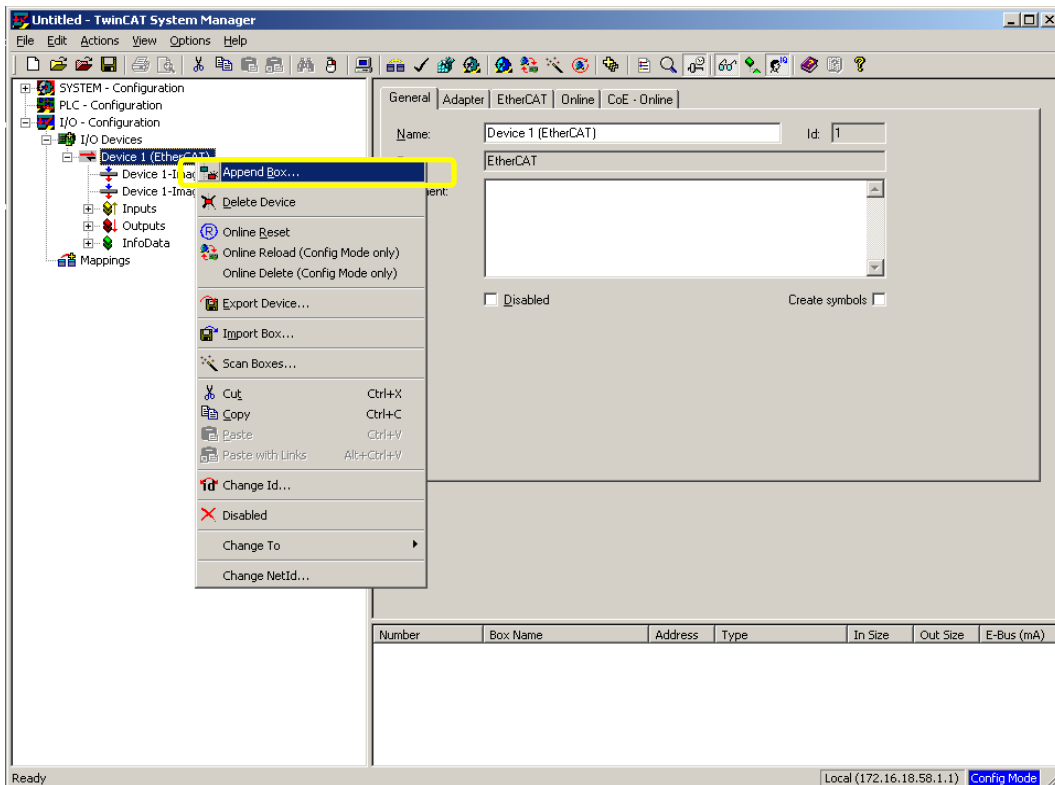 Untitled - TwinCAT System Manager
File Edit Actions View Options Help
SYSTEM - Configuration
PLC - Configuration
I/O - Configuration
I/O Devices
Device 1 (EtherCAT)
Device 1-Imag
Device 1-Imag
Inputs
Outputs
InfoData
Mappings
Append Box...
Delete Device
Online Reset
Online Reload (Config Mode only)
Online Delete (Config Mode only)
Export Device...
Import Box...
Scan Boxes...
Cut Ctrl+X
Copy Ctrl+C
Paste Ctrl+V
Paste with Links Alt+Ctrl+V
Change Id...
Disabled
Change To
Change NetId...
General Adapter EtherCAT Online CoE - Online
Name: Device 1 (EtherCAT) Id: 1
EtherCAT
ent:
Disabled Create symbols
Number Box Name Address Type In Size Out Size E-Bus (mA)
Ready Local (172.16.18.58.1.1) Config Mode